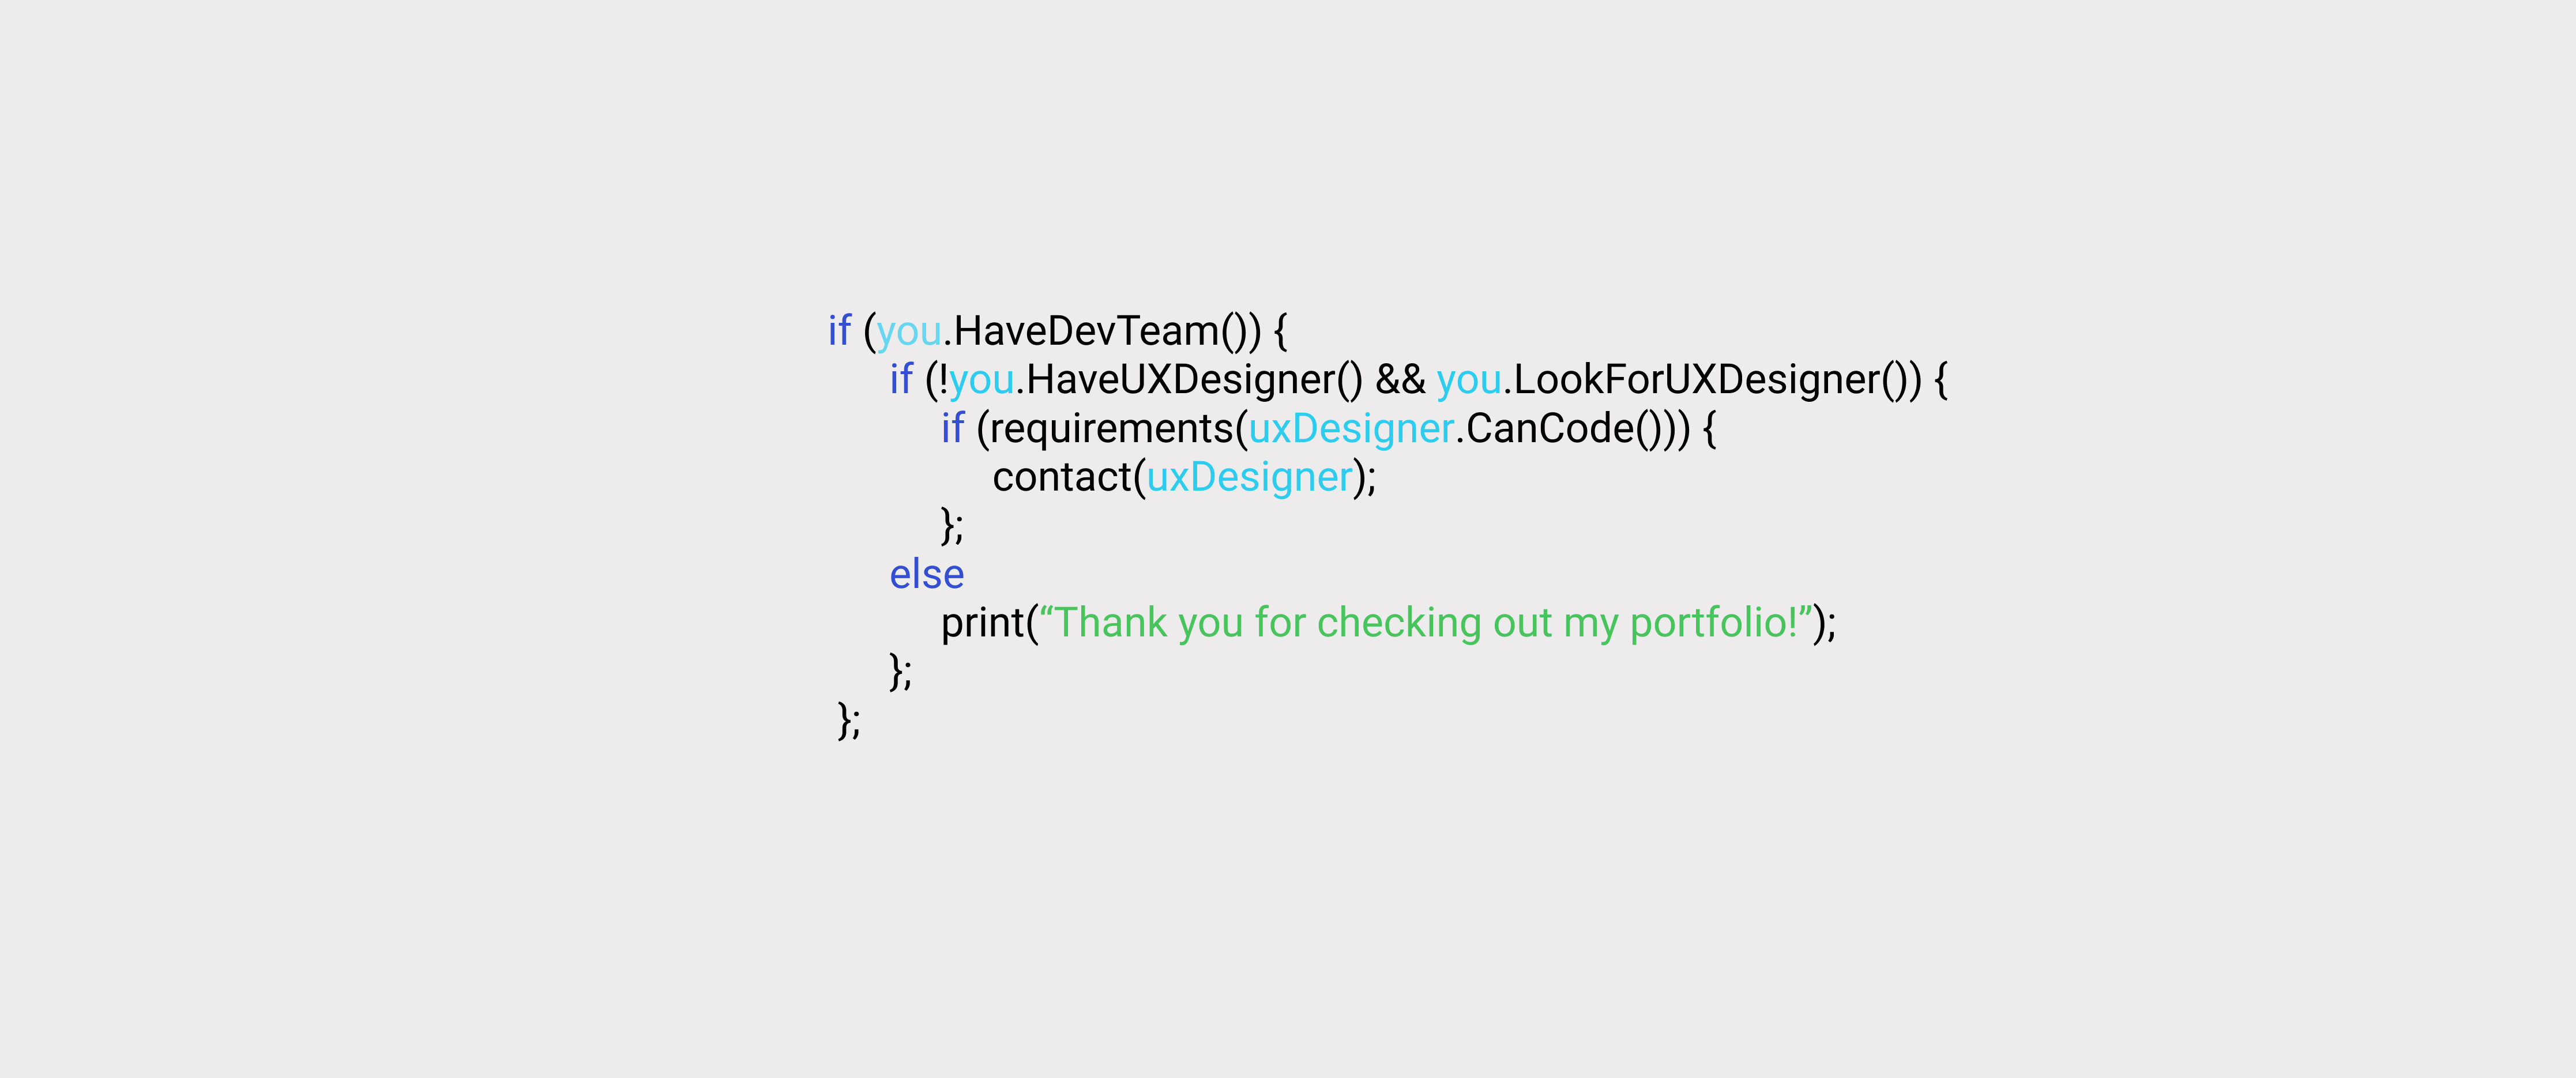 if (you.HaveDevTeam()) {
if (!you.HaveUXDesigner() && you.LookForUXDesigner()) {
if (requirements(uxDesigner.CanCode())) {
contact(uxDesigner);
};
else
print(“Thank you for checking out my portfolio!”);
};
};